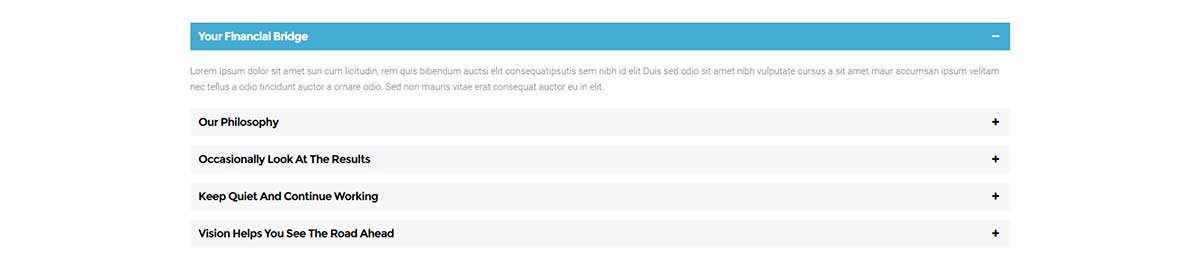 Your Financial Bridge
Lorem Ipsum dolor sit amet sun cum licitudin, rem quis bibendum auctsi elit consequatipsutis sem nibh id elit.Duis sed odio sit amet nibh vulputate cursus a sit amet maur accumsan ipsum velitam
nec tellus a odio tincidunt auctor a ornare odio. Sed non mauris vitae erat consequat auctor eu in elit.
Our Philosophy
Occasionally Look At The Results
Keep Quiet And Continue Working
Vision Helps You See The Road Ahead